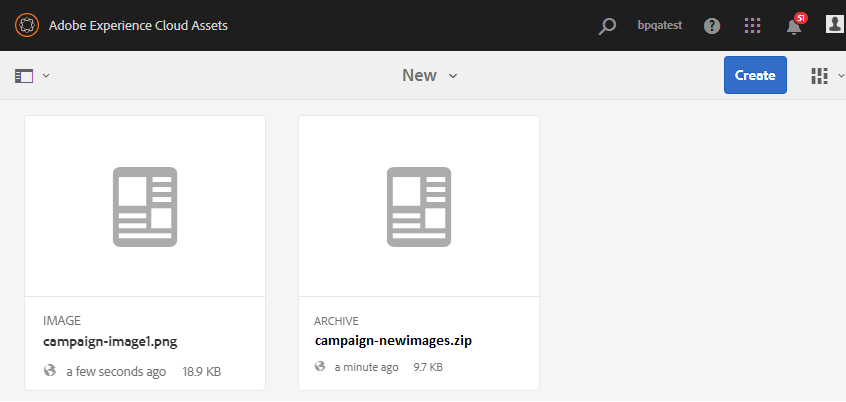 Adobe Experience Cloud Assets
bpqatest
?
51
New
Create
IMAGE
campaign-image1.png
a few seconds ago 18.9 KB
ARCHIVE
campaign-newimages.zip
a minute ago 9.7 KB